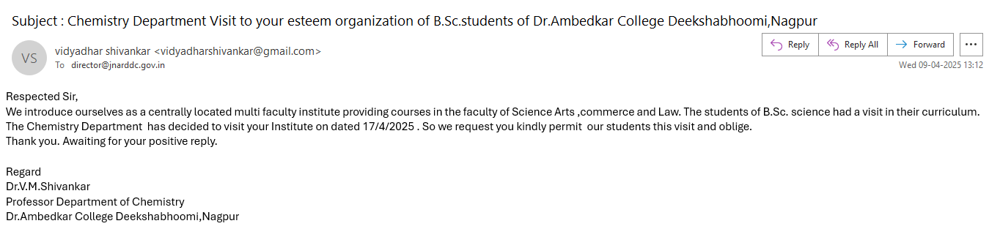 Subject : Chemistry Department Visit to your esteem organization of B.Sc.students of Dr.Ambedkar College Deekshabhoomi,Nagpur
VS
vidyadhar shivankar <vidyadharshivankar@gmail.com>
To director@jnarddc.gov.in
Reply
Reply All
Forward
...
Wed 09-04-2025 13:12
Respected Sir,
We introduce ourselves as a centrally located multi faculty institute providing courses in the faculty of Science Arts ,commerce and Law. The students of B.Sc. science had a visit in their curriculum.
The Chemistry Department  has decided to visit your Institute on dated 17/4/2025 . So we request you kindly permit  our students this visit and oblige.
Thank you. Awaiting for your positive reply.
Regard
Dr.V.M.Shivankar
Professor Department of Chemistry
Dr.Ambedkar College Deekshabhoomi,Nagpur